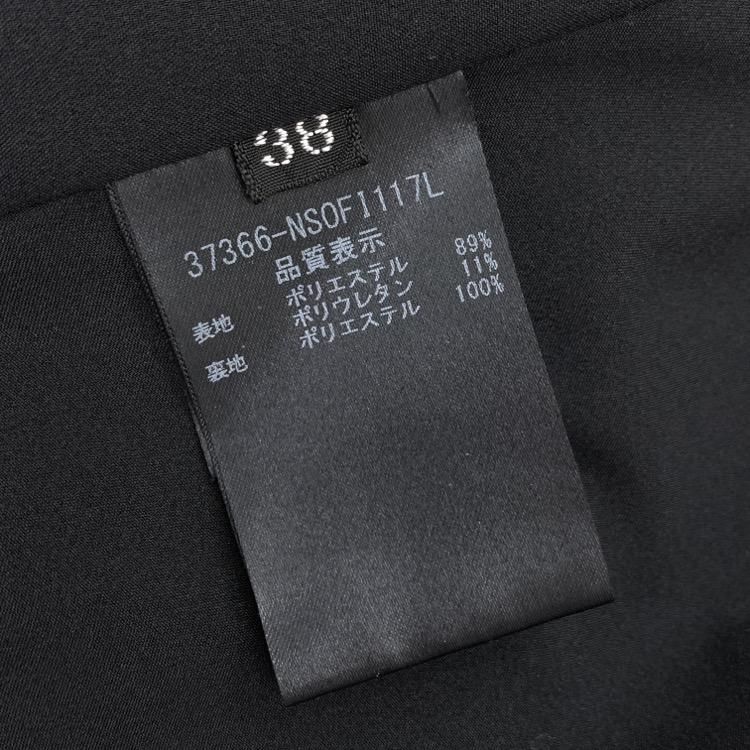 38
37366-NSOFI117L
品質表示
表地 ポリエステル 89%
ポリウレタン 11%
裏地 ポリエステル 100%